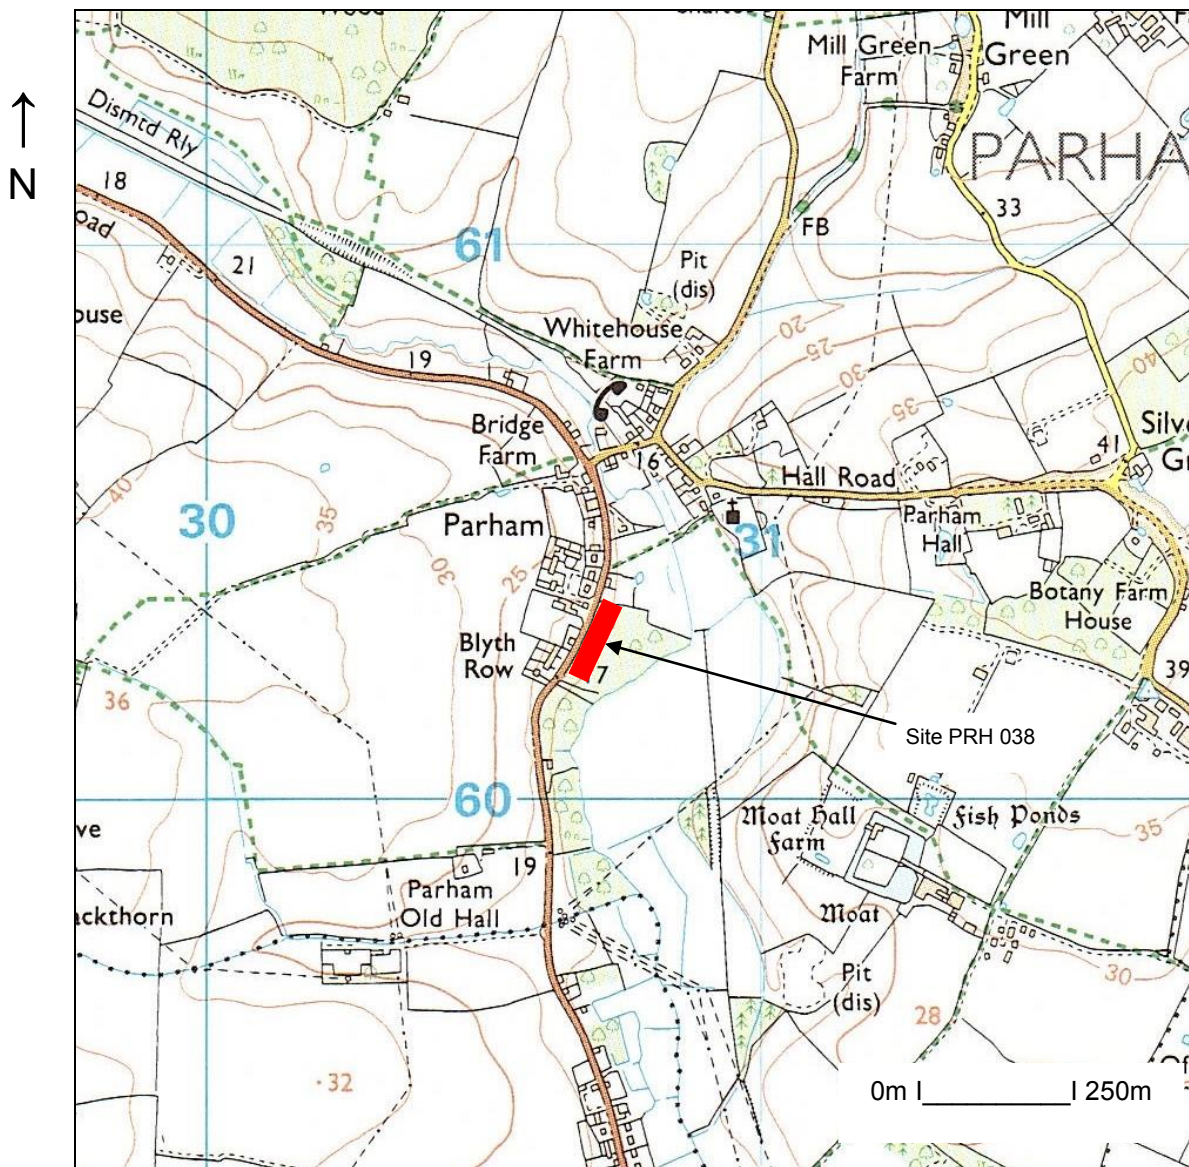 Mill
Green
Mill Green
Farm
PARHA
Dismtd Rly
↑
N
18
oad
33
FB
61
21
Pit
(dis)
ouse
Whitehouse
Farm
20
25
30
40
19
35
Bridge
Farm
16
41
Silve
Gr
Hall Road
40
35
30
Parham
31
Parham
Hall
30
25
Botany Farm
House
Blyth
Row
7
39
36
Site PRH 038
60
Moat Hall
Farm
Fish Ponds
35
ve
19
Parham
Old Hall
ackthorn
Moat
Pit
(dis)
30
28
32
0m I__________I 250m